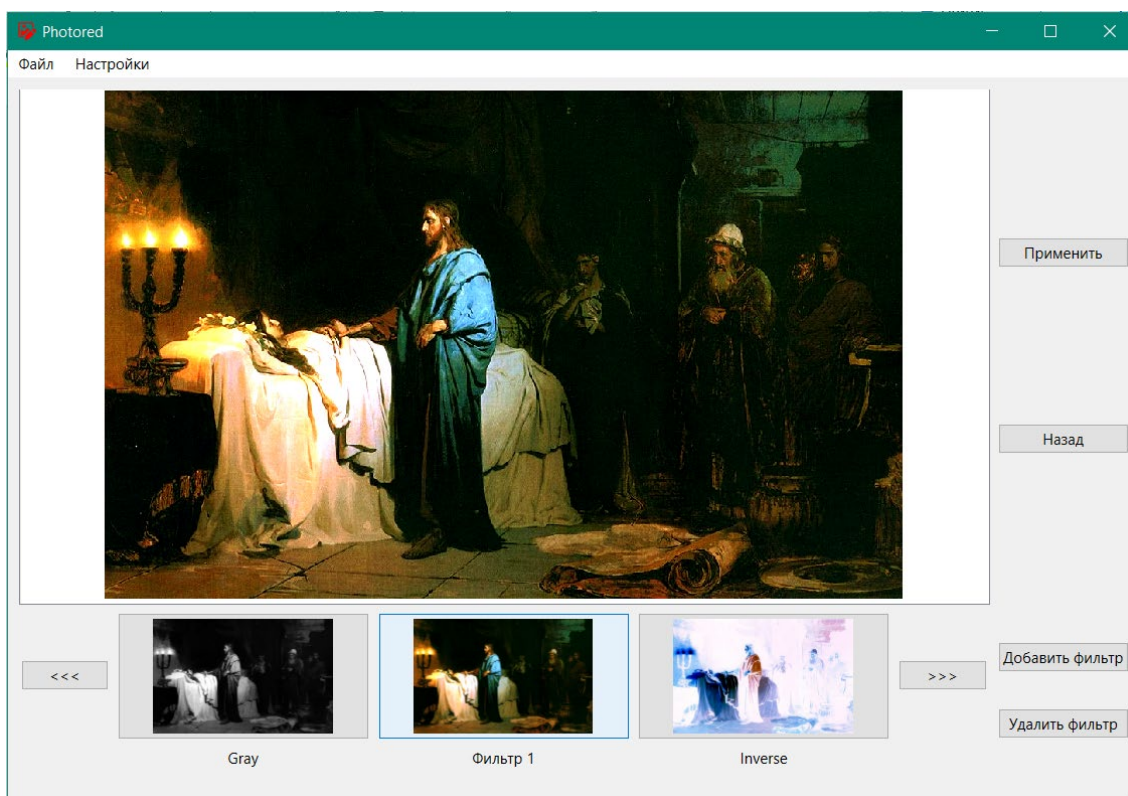 Photored
Файл Настройки
Применить
Назад
Добавить фильтр
<<< >>>
Удалить фильтр
Gray Фильтр 1 Inverse